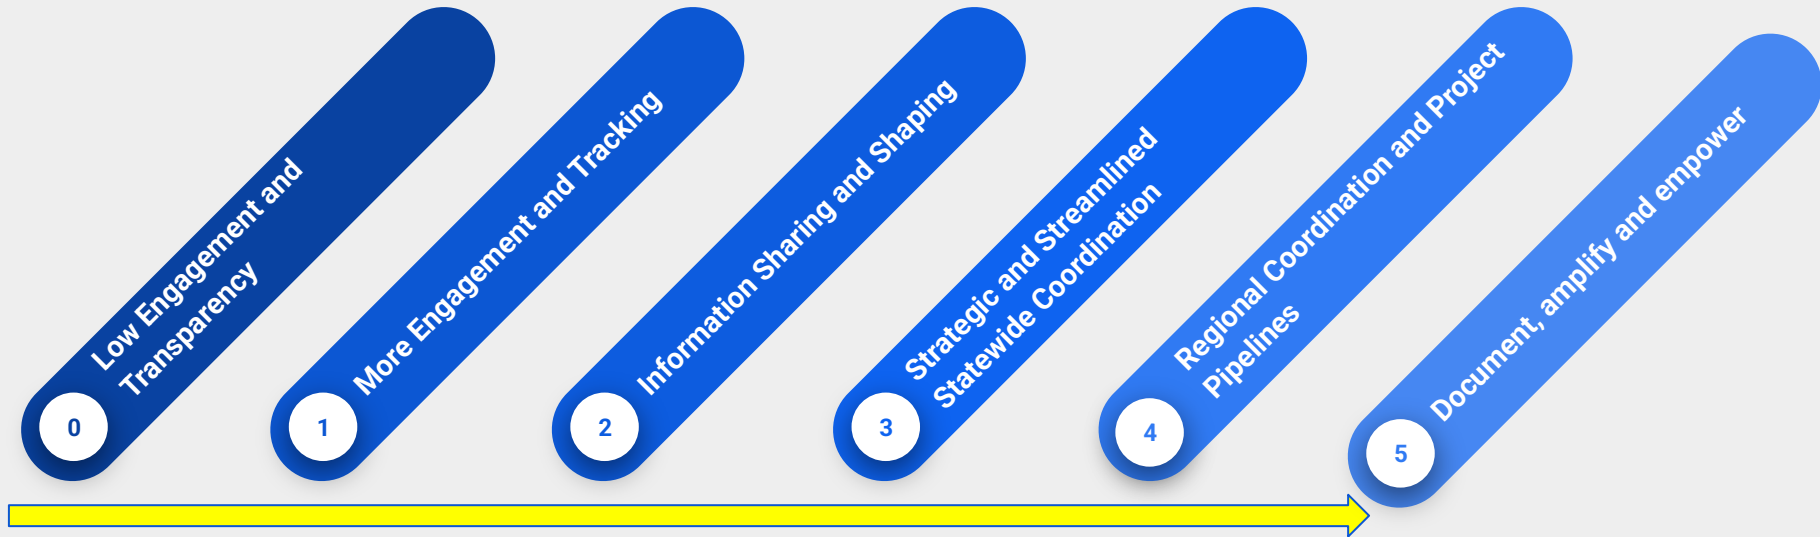 0
Low Engagement and
Transparency
1
More Engagement and Tracking
2
Information Sharing and Shaping
3
Strategic and Streamlined
Statewide Coordination
4
Regional Coordination and Project
Pipelines
5
Document, amplify and empower